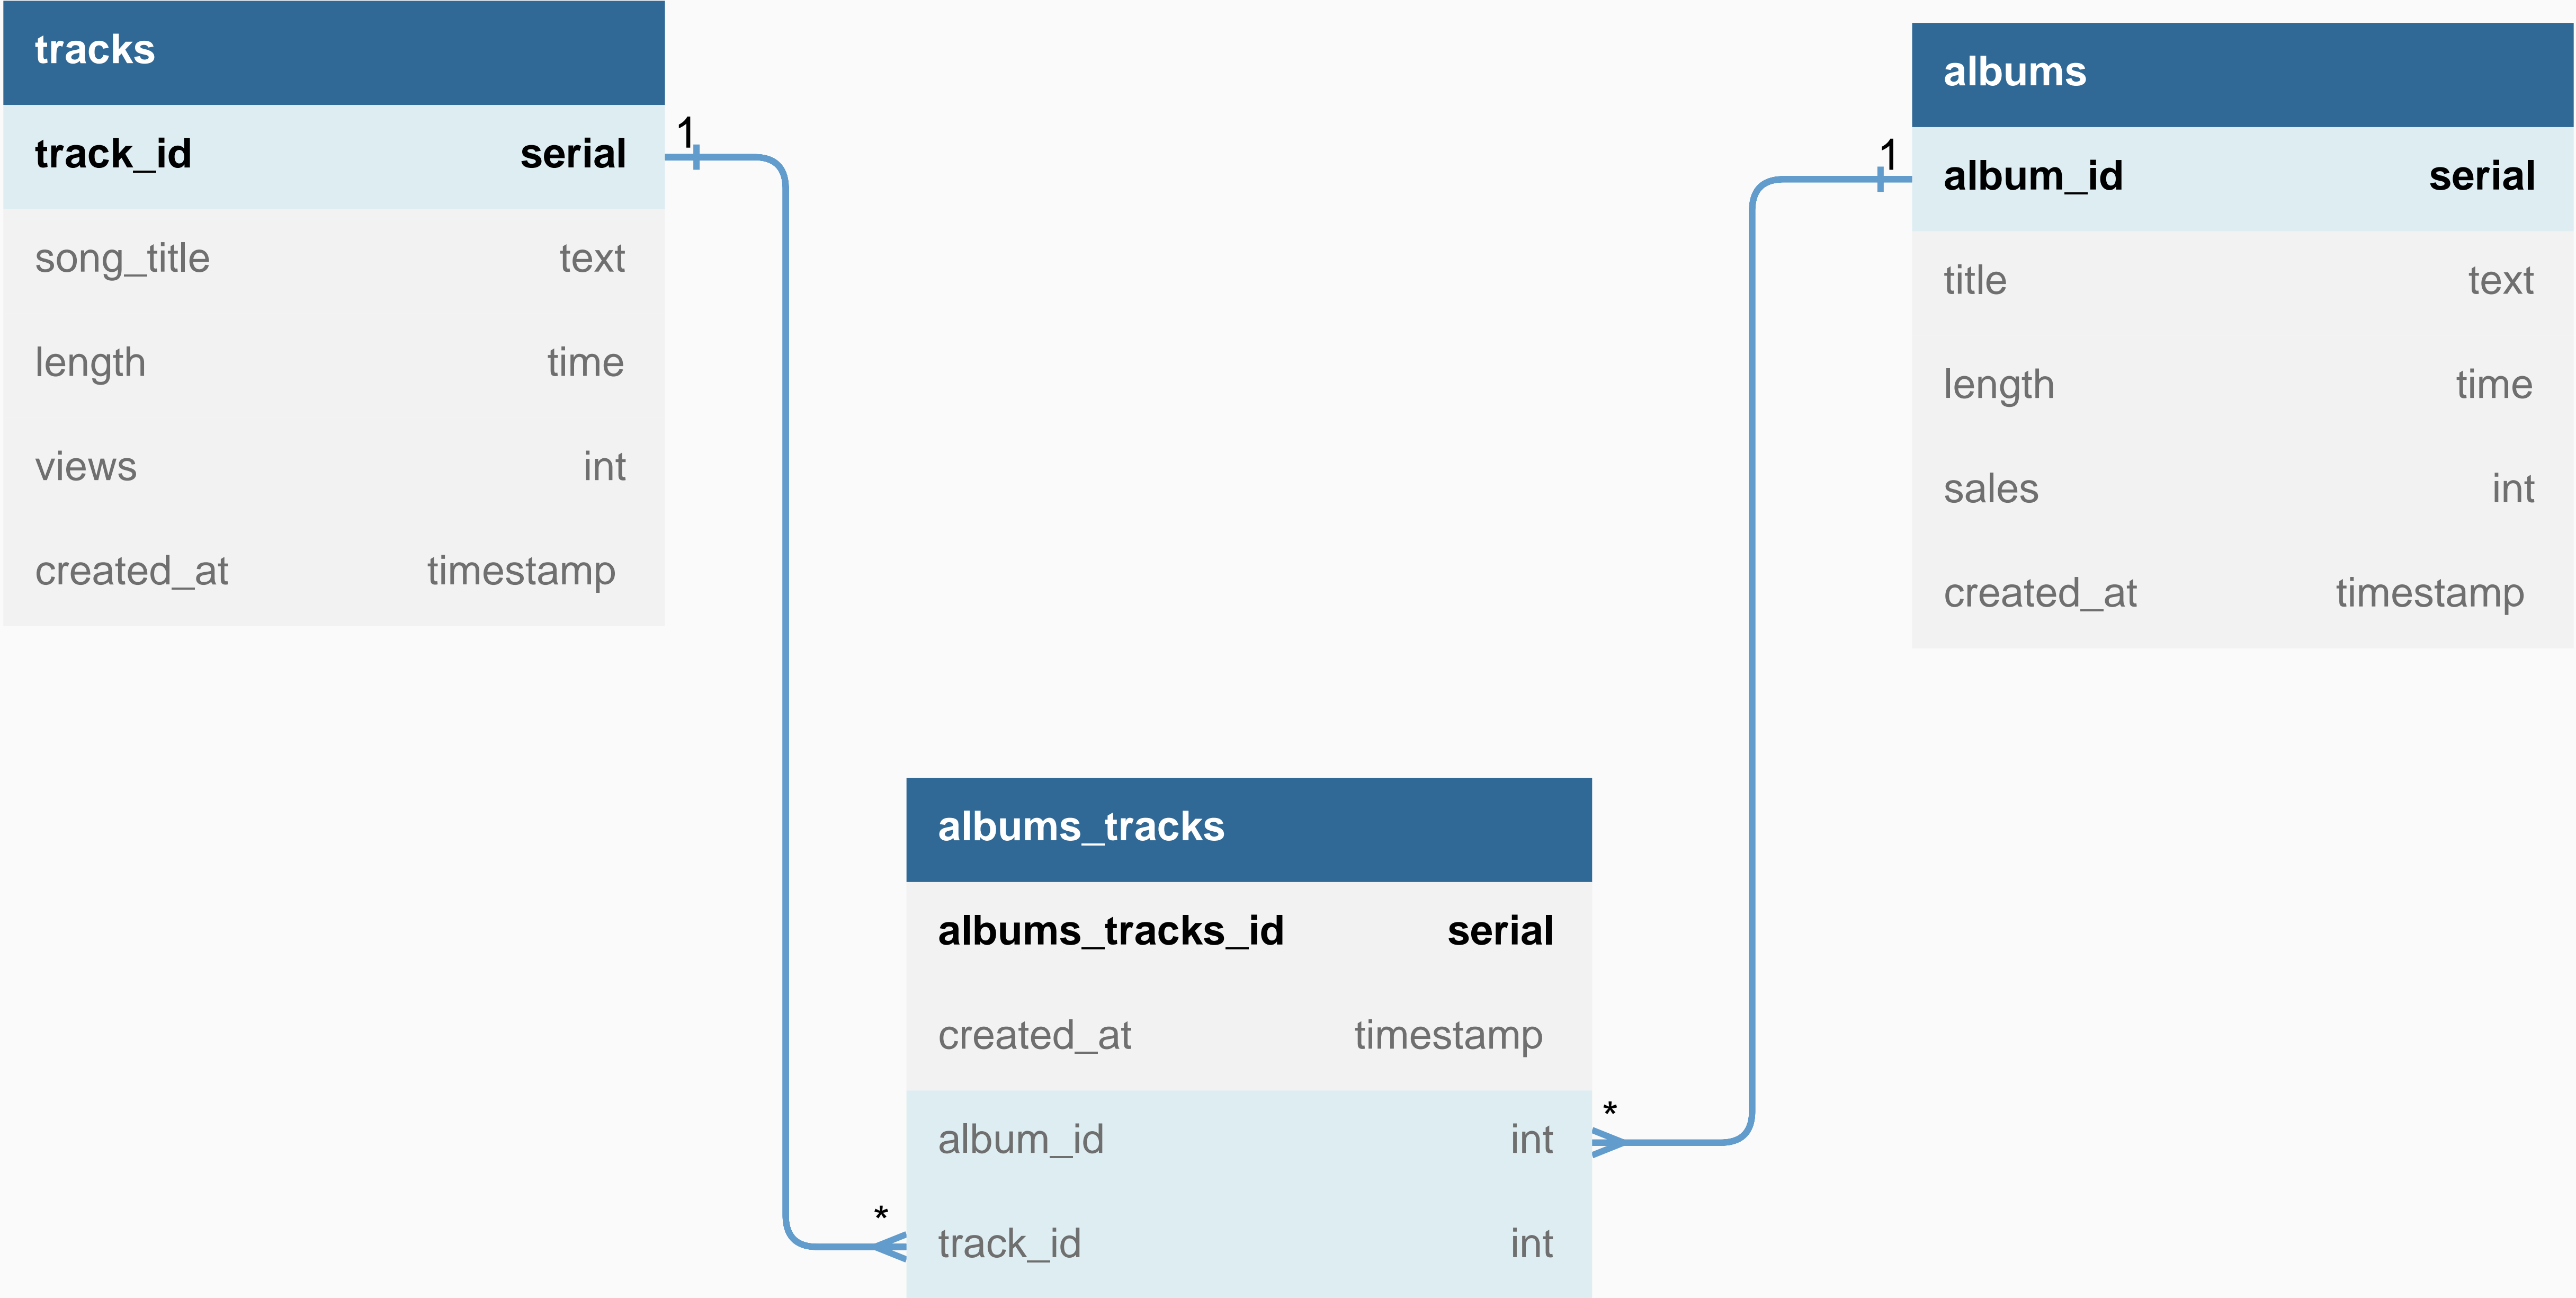 tracks
track_id serial
song_title text
length time
views int
created_at timestamp
1
albums
album_id serial
title text
length time
sales int
created_at timestamp
1
albums_tracks
albums_tracks_id serial
created_at timestamp
album_id int
track_id int
*
*